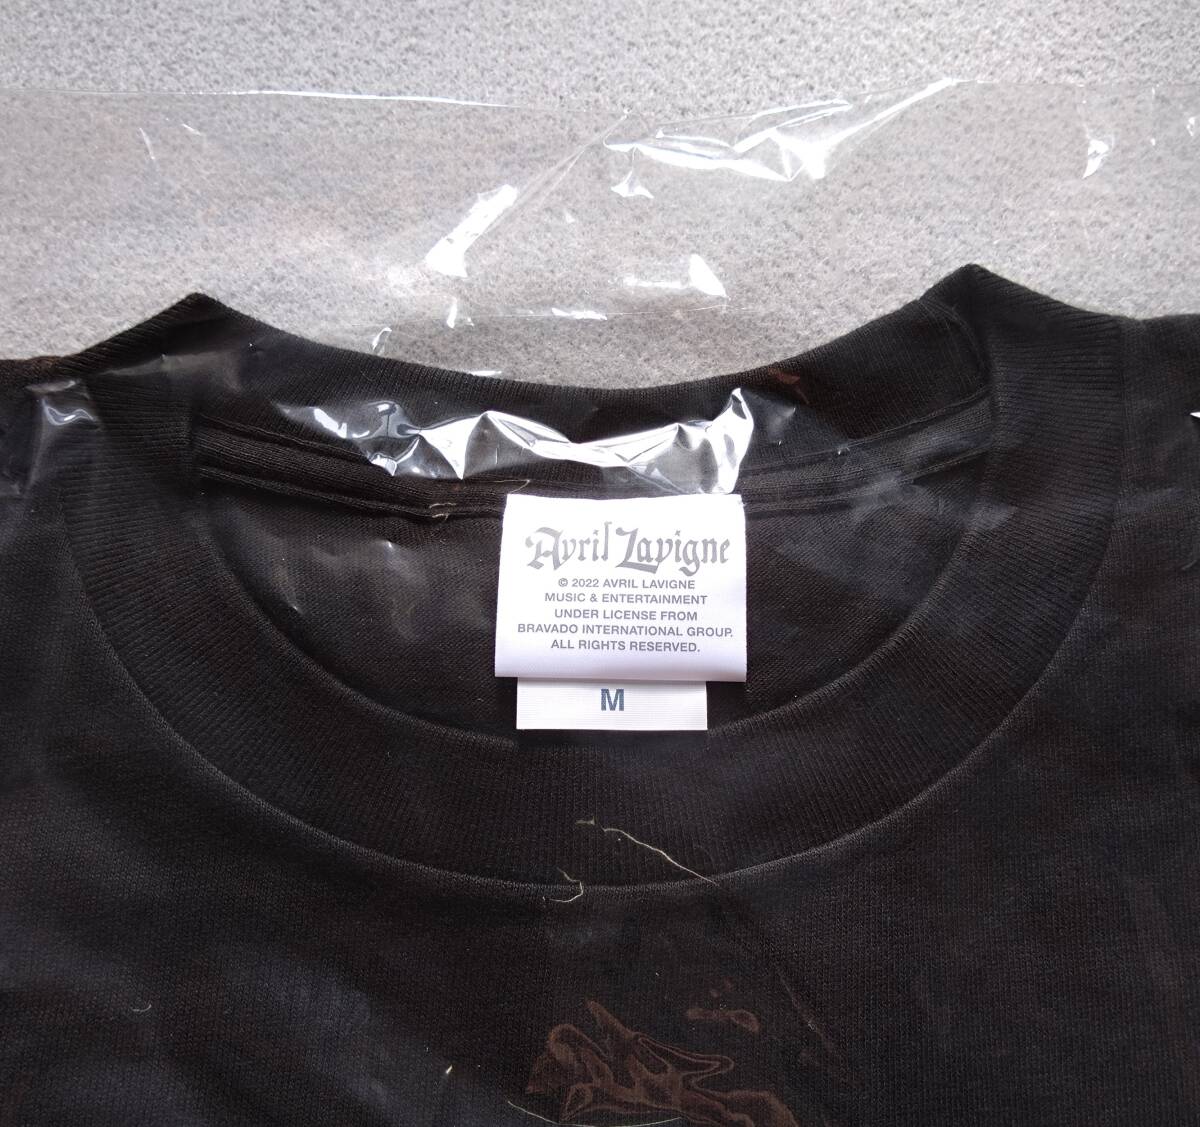 Avril Lavigne
© 2022 AVRIL LAVIGNE
MUSIC & ENTERTAINMENT
UNDER LICENSE FROM
BRAVADO INTERNATIONAL GROUP.
ALL RIGHTS RESERVED.
M